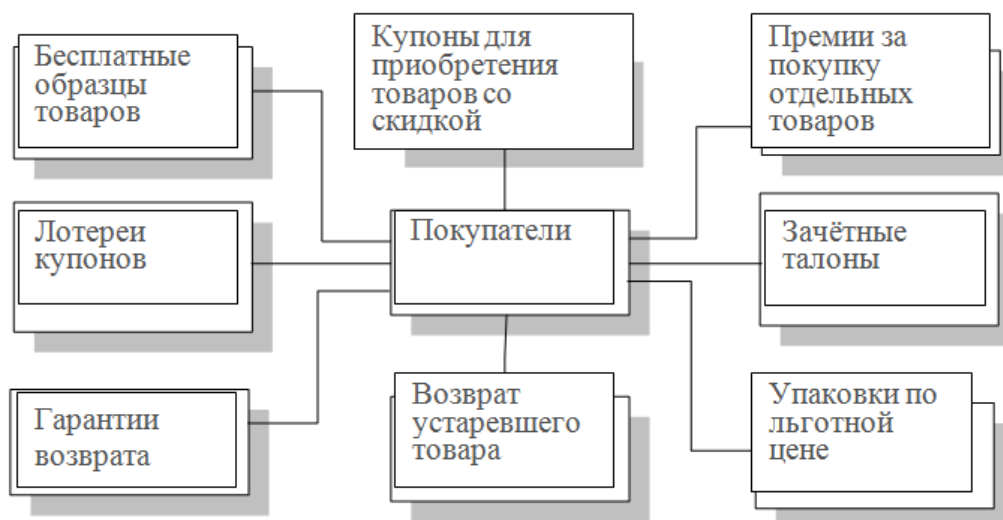 Бесплатные
образцы
товаров
Купоны для
приобретения
товаров со
скидкой
Премии за
покупку
отдельных
товаров
Лотереи
купонов
Покупатели
Зачётные
талоны
Гарантии
возврата
Возврат
устаревшего
товара
Упаковки по
льготной
цене